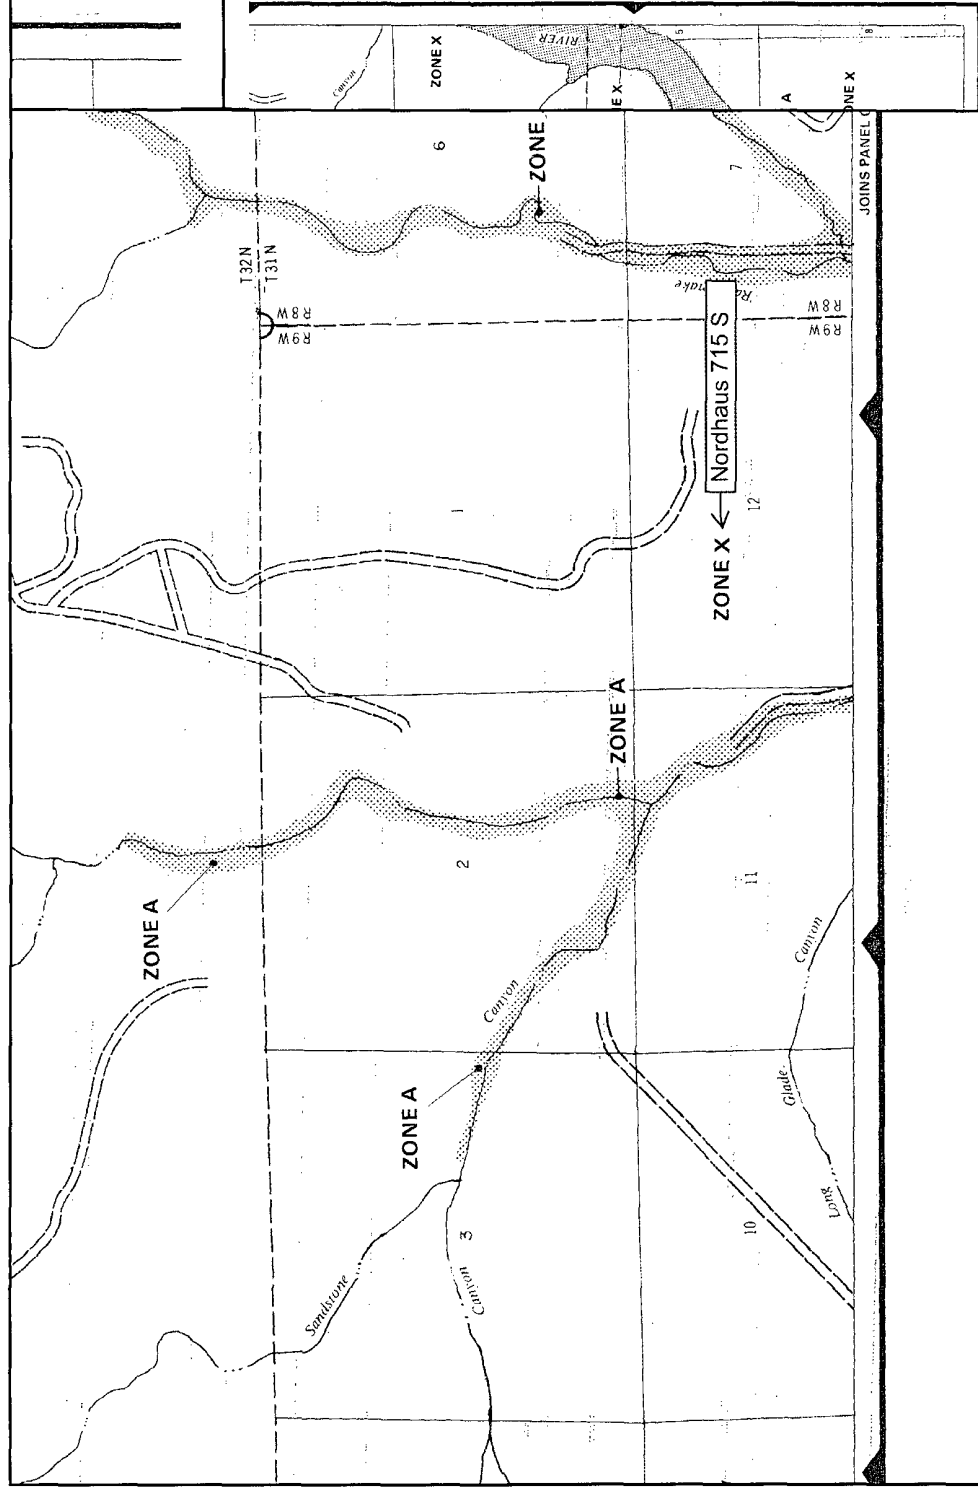 Canyon
ZONE X
RIVER
5
8
A
JOINS PANEL
6
ZONE
7
T32N
T31N
R8W
R9W
R8W
R9W
Nordhaus 715 S
ZONE X
1
12
ZONE A
ZONE A
2
11
Canyon
Canyon
ZONE A
Glade
Long
10
Sandstone
3
Canyon